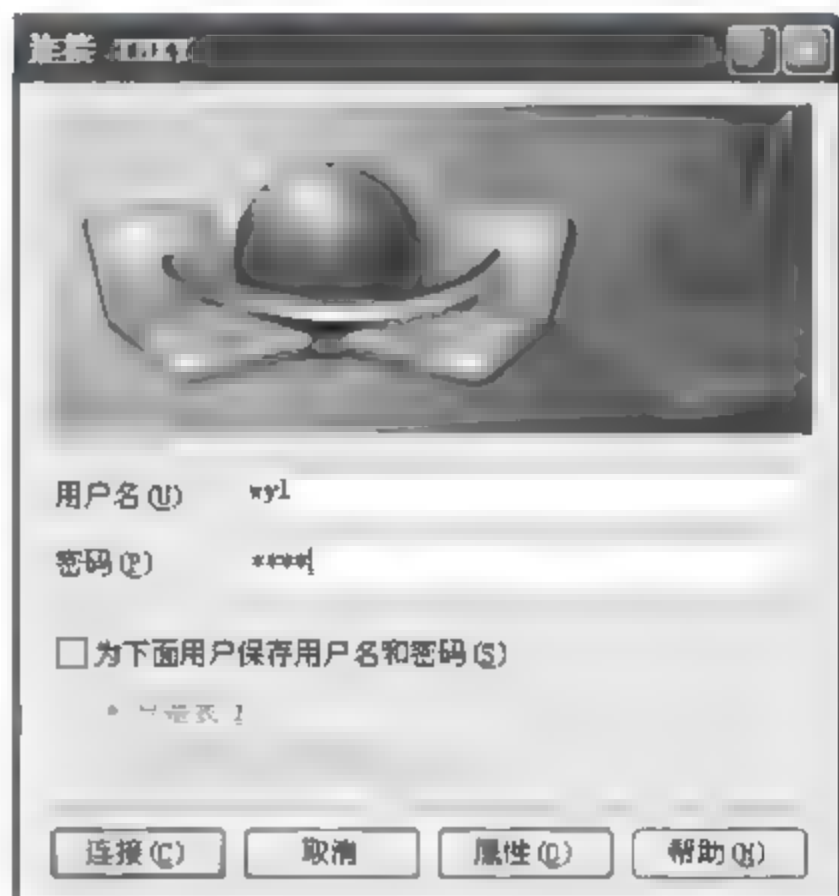 连接
用户名(U) wyl
密码(P) ****
为下面用户保存用户名和密码(S)
连接(C) 取消 属性(O) 帮助(H)